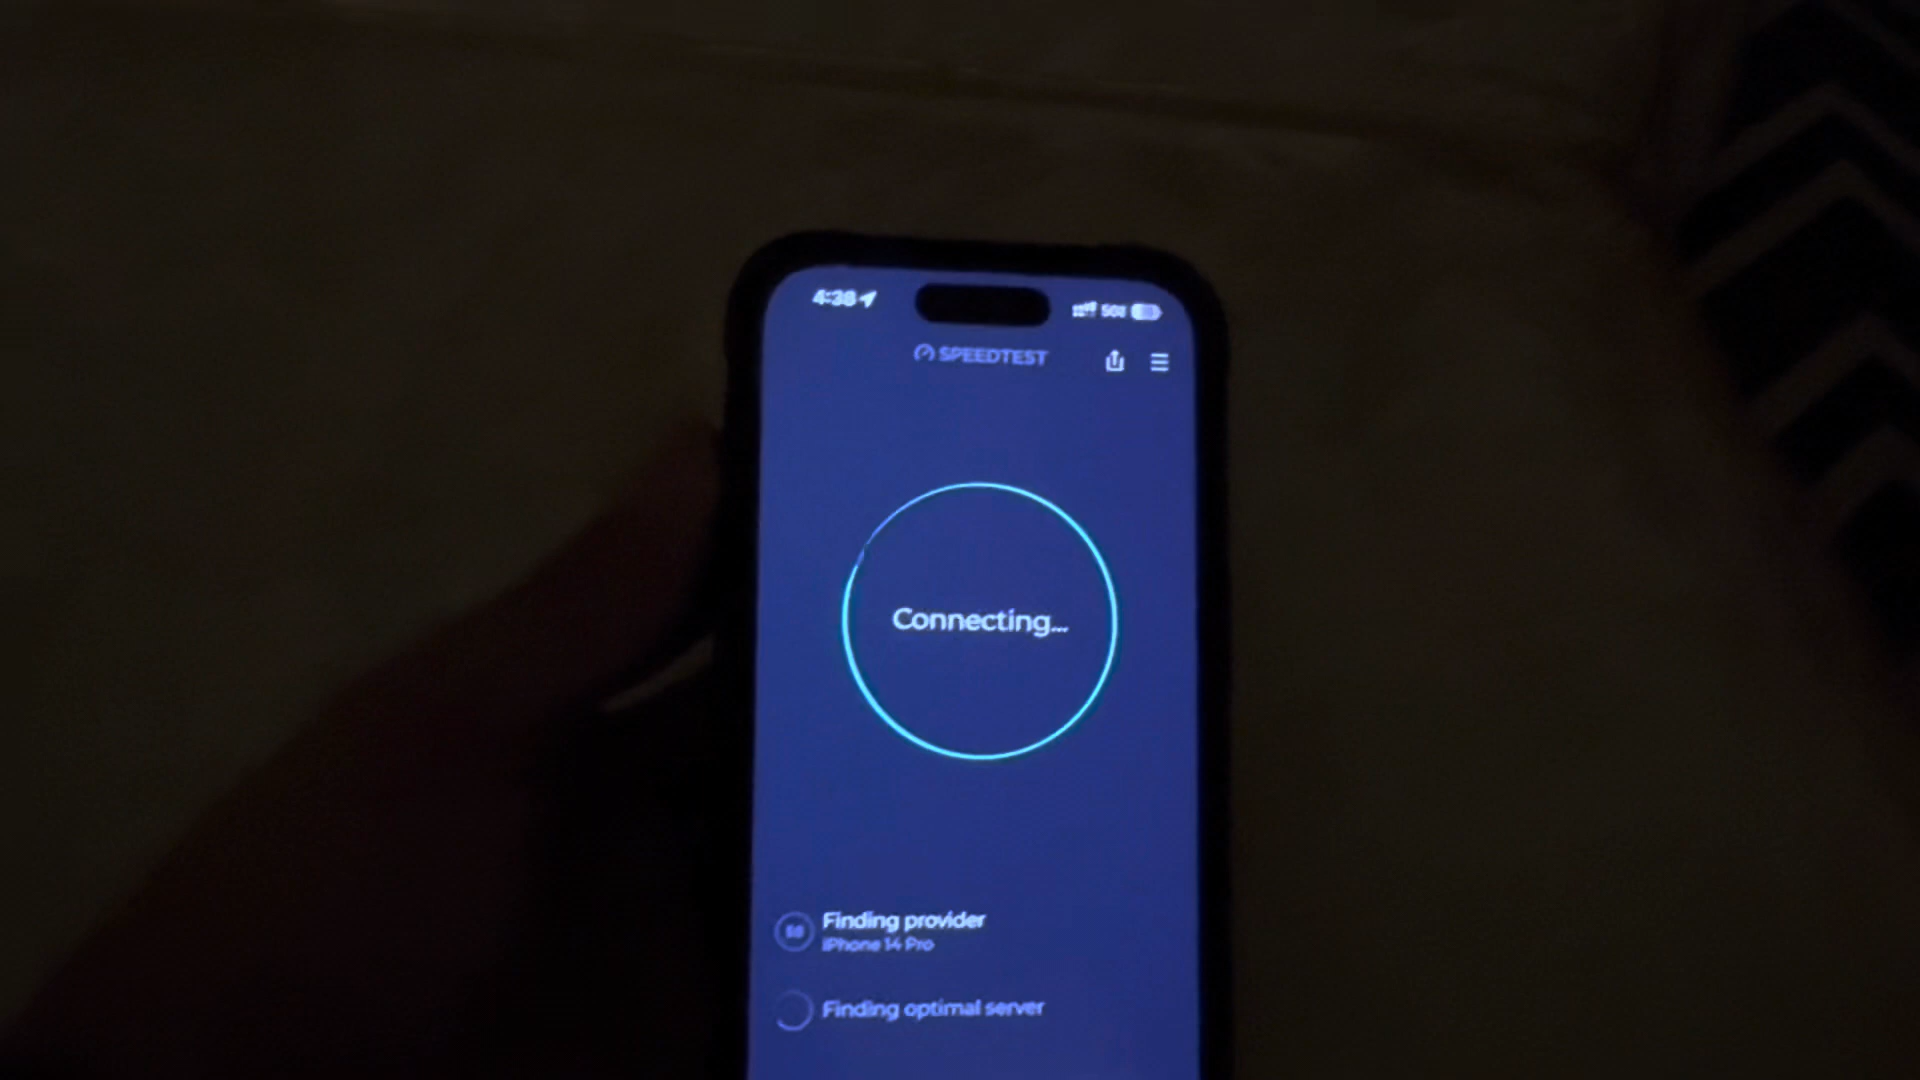 4:38
SPEEDTEST
Connecting...
Finding provider
iPhone 14 Pro
Finding optimal server